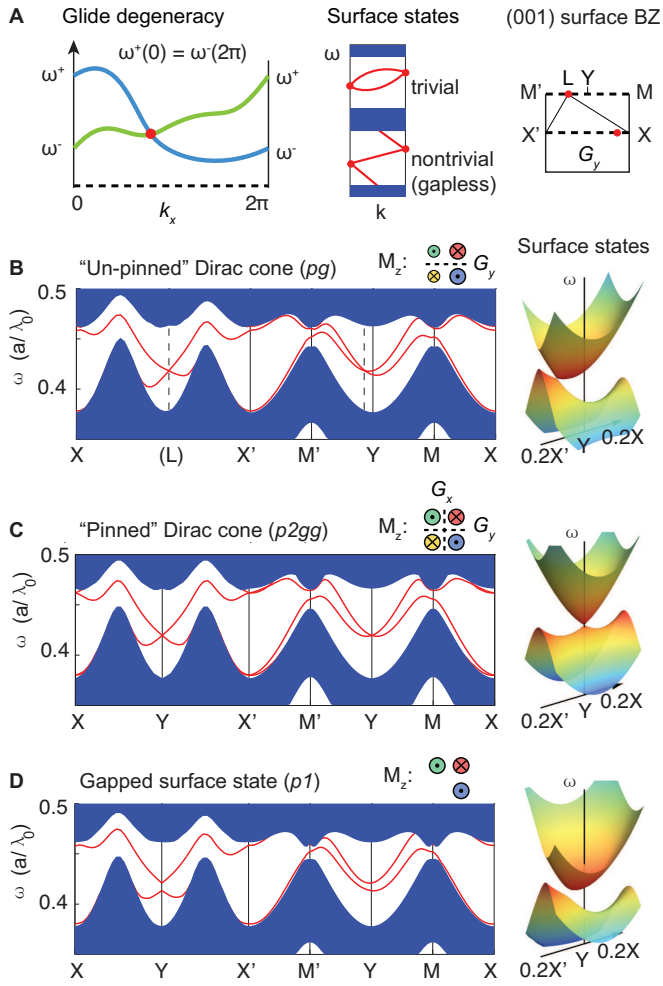 A
Glide degeneracy
Surface states
(001) surface BZ
ω⁺(0) = ω⁻(2π)
ω⁺
ω⁻
ω⁺
ω⁻
0
kₓ
2π
ω
trivial
nontrivial
(gapless)
k
L Y
M' M
X' X
G_y
B
"Un-pinned" Dirac cone (pg)
M_z:
G_y
Surface states
0.5
ω (a/λ₀)
0.4
X (L) X' M' Y M X
ω
0.2X' Y 0.2X
C
"Pinned" Dirac cone (p2gg)
Gₓ
M_z:
G_y
0.5
ω (a/λ₀)
0.4
X Y X' M' Y M X
ω
0.2X' Y 0.2X
D
Gapped surface state (p1)
M_z:
0.5
ω (a/λ₀)
0.4
X Y X' M' Y M X
ω
0.2X' Y 0.2X